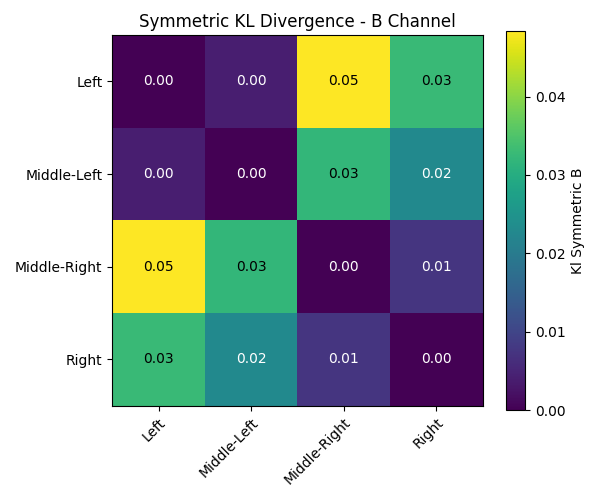 Symmetric KL Divergence - B Channel
Left 0.00 0.00 0.05 0.03
Middle-Left 0.00 0.00 0.03 0.02
Middle-Right 0.05 0.03 0.00 0.01
Right 0.03 0.02 0.01 0.00
Left Middle-Left Middle-Right Right
0.04
0.03
0.02
0.01
0.00
Kl Symmetric B